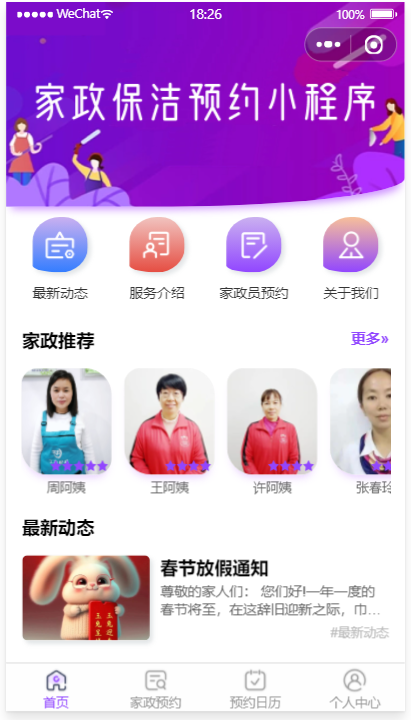 WeChat 18:26 100%
家政保洁预约小程序
最新动态 服务介绍 家政员预约 关于我们
家政推荐 更多»
周阿姨 王阿姨 许阿姨 张春玲
最新动态
春节放假通知
尊敬的家人们： 您们好!一年一度的
春节将至，在这辞旧迎新之际，巾...
#最新动态
首页 家政预约 预约日历 个人中心